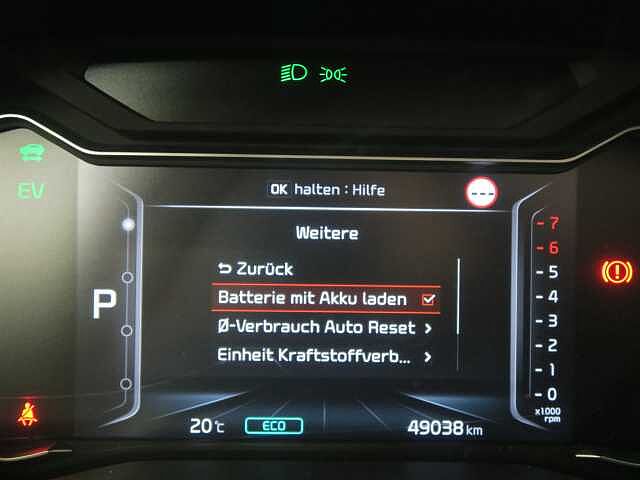 EV
OK halten : Hilfe
---
Weitere
Zurück
Batterie mit Akku laden
Ø-Verbrauch Auto Reset
Einheit Kraftstoffverb...
P
7
6
5
4
3
2
1
0
x1000
rpm
20°c
ECO
49038 km